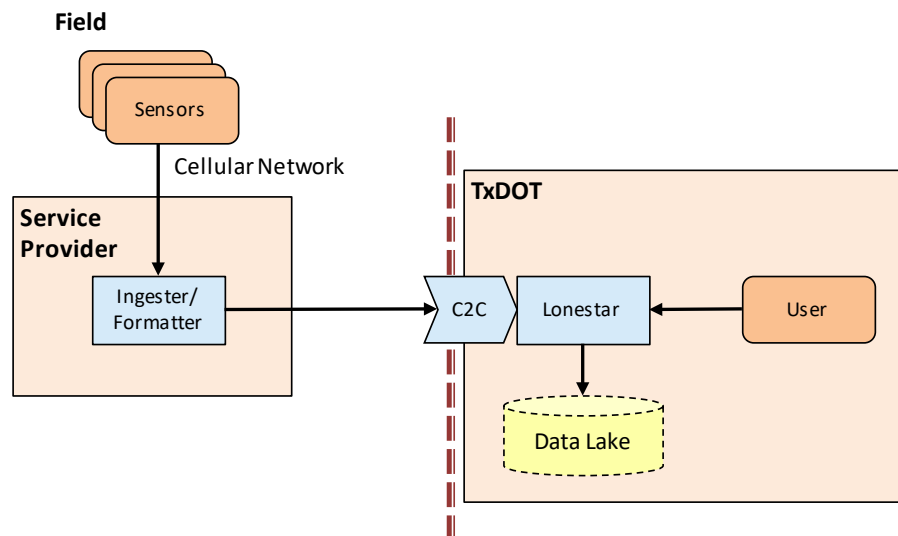 Field
Sensors
Cellular Network
Service
Provider
Ingester/
Formatter
C2C
TxDOT
Lonestar
User
Data Lake